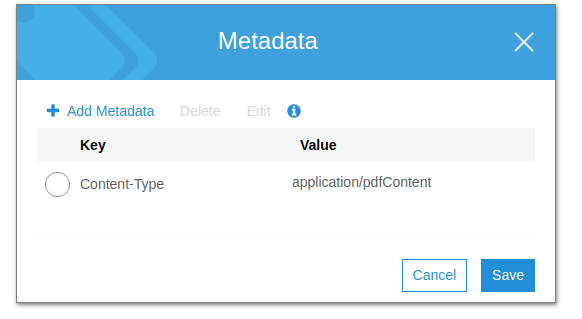 Metadata
Add Metadata Delete Edit
Key Value
Content-Type application/pdfContent
Cancel Save